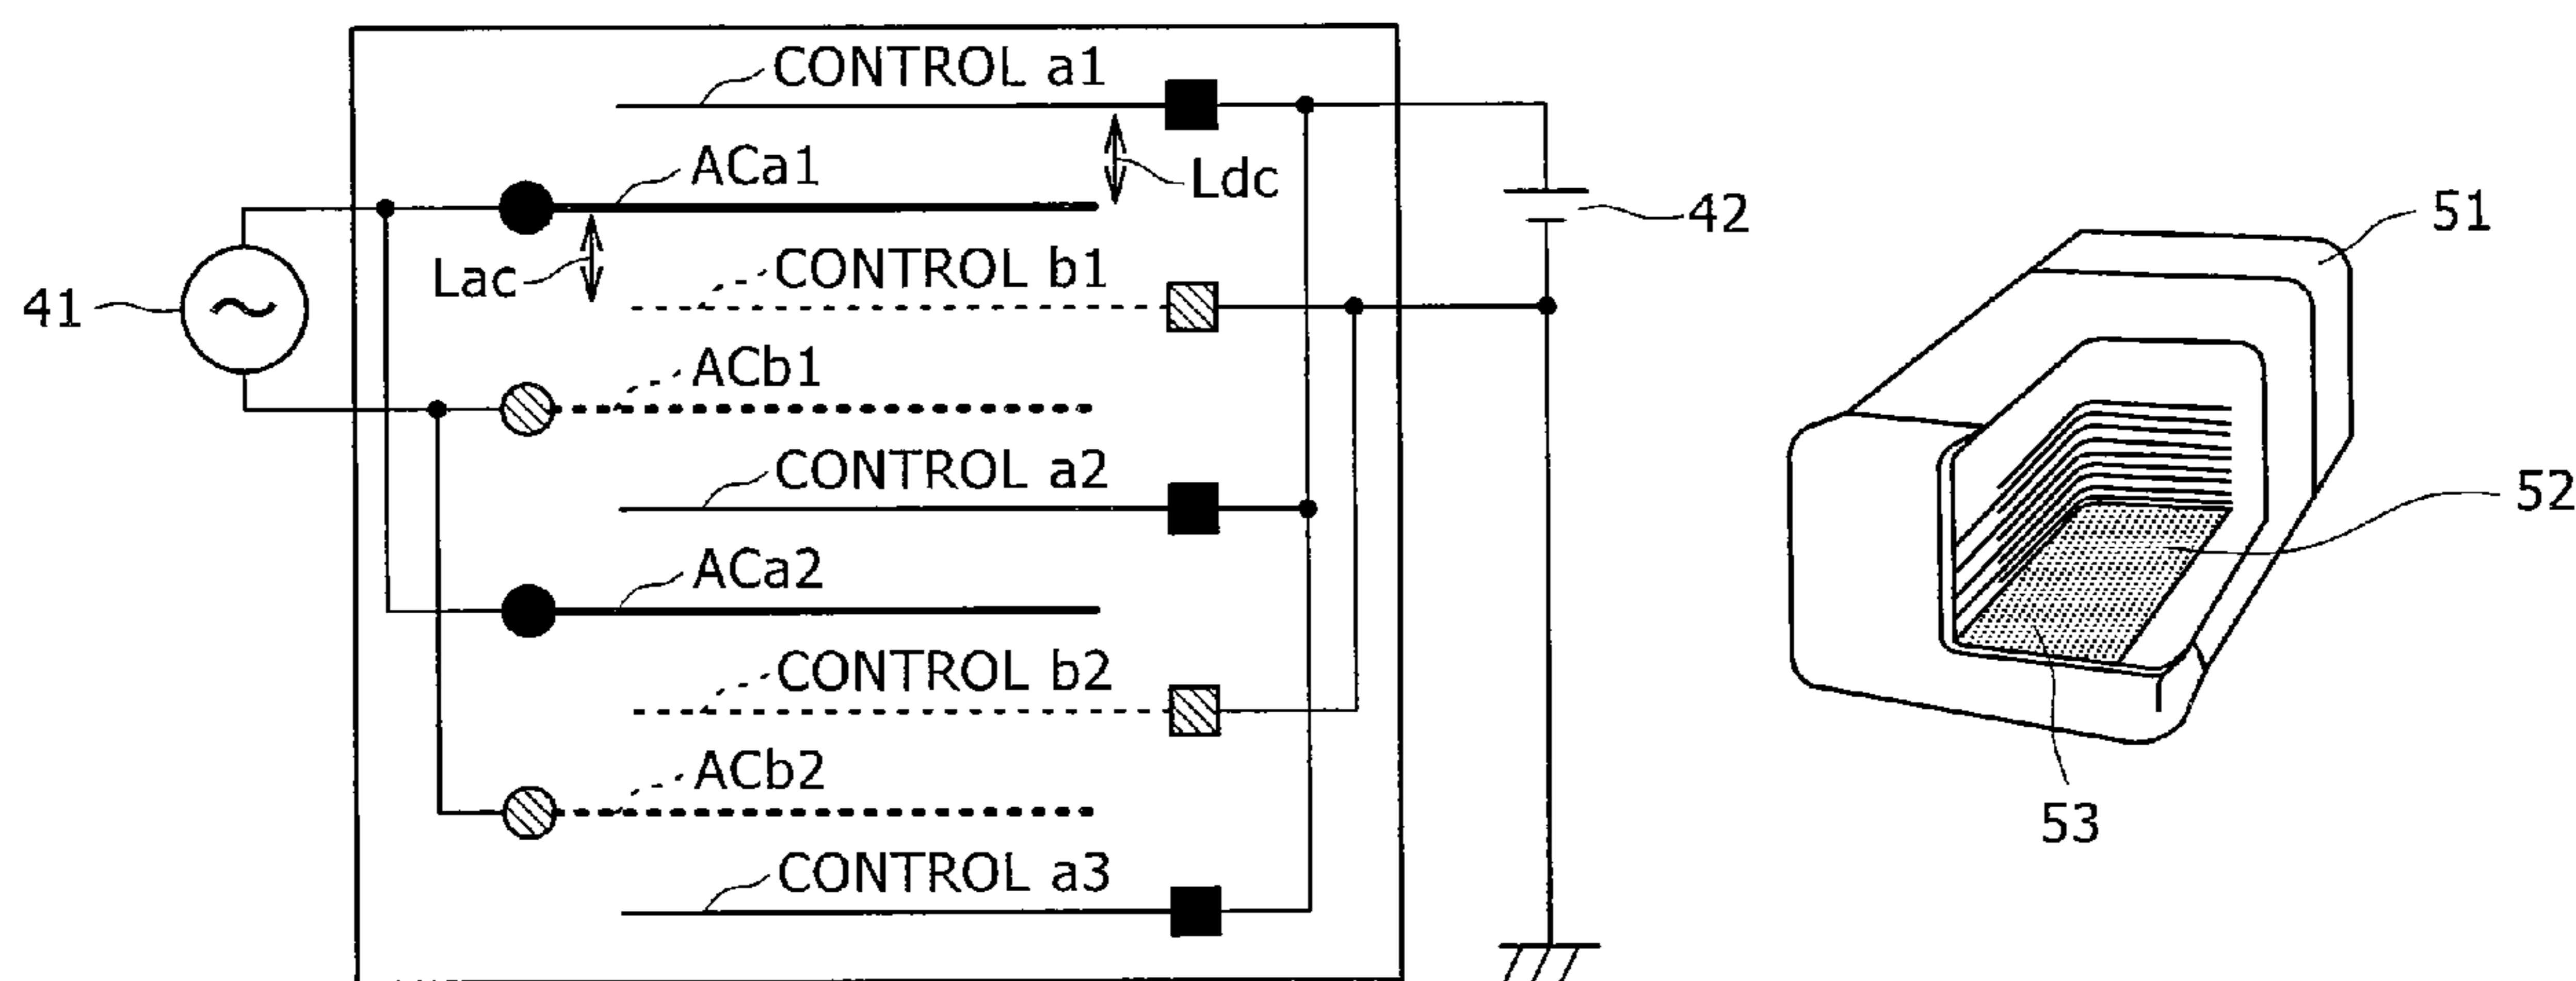 CONTROL a1
ACa1
Ldc
42
51
Lac
CONTROL b1
41
ACb1
CONTROL a2
52
ACa2
CONTROL b2
ACb2
53
CONTROL a3